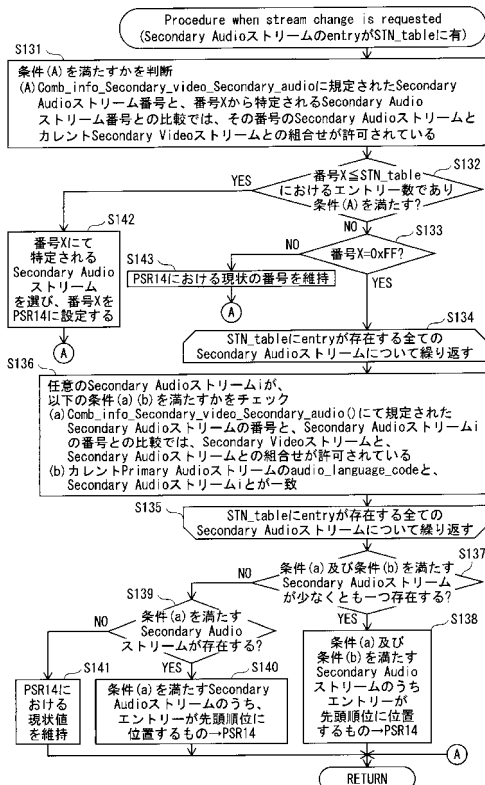 Procedure when stream change is requested
(Secondary AudioストリームのentryがSTN_tableに有)
S131
条件(A)を満たすかを判断
(A)Comb_info_Secondary_video_Secondary_audioに規定されたSecondary
Audioストリーム番号と、番号Xから特定されるSecondary Audio
ストリーム番号との比較では、その番号のSecondary Audioストリームと
カレントSecondary Videoストリームとの組合せが許可されている
S132
番号X≦STN_table
におけるエントリー数であり
条件(A)を満たす?
YES
NO
S142
番号Xにて
特定される
Secondary Audio
ストリーム
を選び、番号Xを
PSR14に設定する
A
S133
番号X=0xFF?
NO
YES
S143
PSR14における現状の番号を維持
A
S134
STN_tableにentryが存在する全ての
Secondary Audioストリームについて繰り返す
S136
任意のSecondary Audioストリームiが、
以下の条件(a)(b)を満たすかをチェック
(a)Comb_info_Secondary_video_Secondary_audio()にて規定された
Secondary Audioストリームの番号と、Secondary Audioストリームi
の番号との比較では、Secondary Videoストリームと、
Secondary Audioストリームとの組合せが許可されている
(b)カレントPrimary Audioストリームのaudio_language_codeと、
Secondary Audioストリームiとが一致
S135
STN_tableにentryが存在する全ての
Secondary Audioストリームについて繰り返す
S137
条件(a)及び条件(b)を満たす
Secondary Audioストリーム
が少なくとも一つ存在する?
NO
YES
S139
条件(a)を満たす
Secondary Audio
ストリームが存在する?
NO
YES
S138
条件(a)及び
条件(b)を満たす
Secondary Audio
ストリームのうち
エントリーが
先頭順位に位置
するもの→PSR14
S141
PSR14に
おける
現状値
を維持
S140
条件(a)を満たすSecondary
Audioストリームのうち、
エントリーが先頭順位に
位置するもの→PSR14
A
RETURN